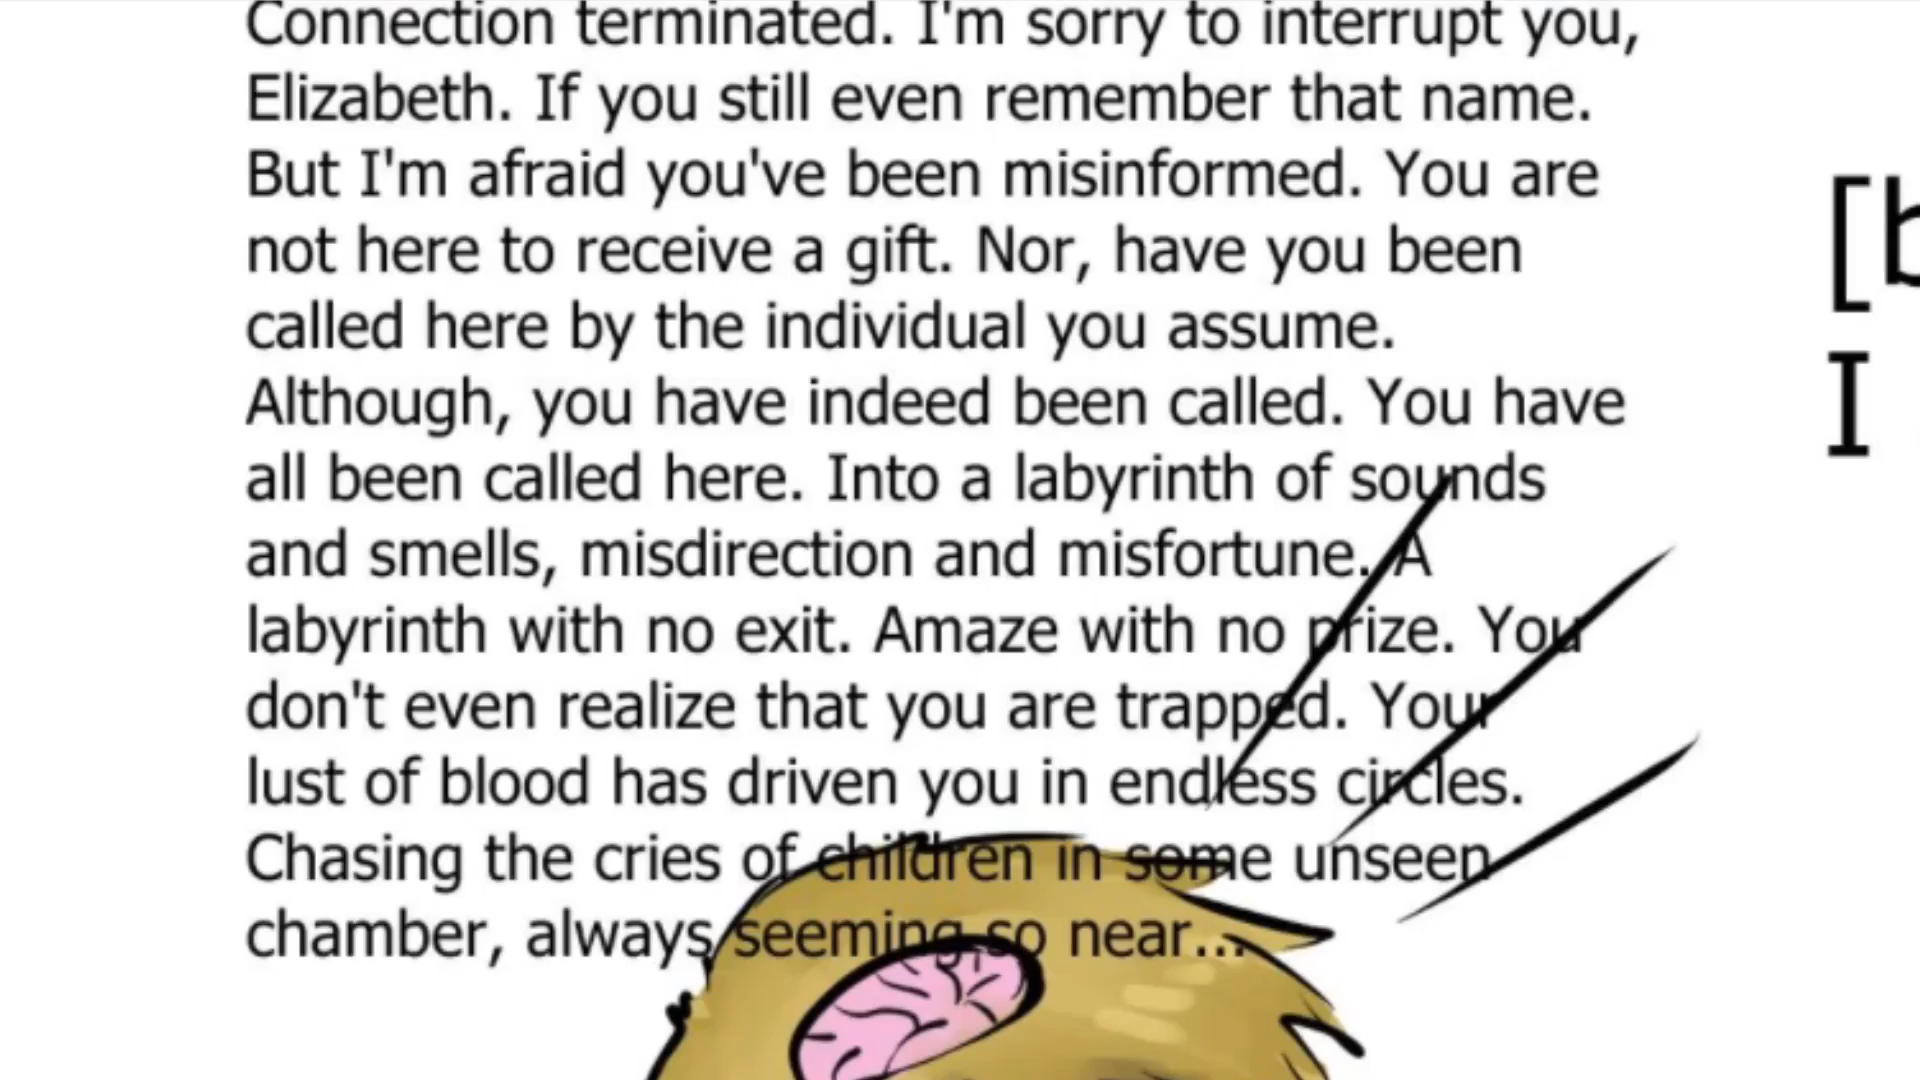 Connection terminated. I'm sorry to interrupt you,
Elizabeth. If you still even remember that name.
But I'm afraid you've been misinformed. You are
not here to receive a gift. Nor, have you been
called here by the individual you assume.
Although, you have indeed been called. You have
all been called here. Into a labyrinth of sounds
and smells, misdirection and misfortune. A
labyrinth with no exit. Amaze with no prize. You
don't even realize that you are trapped. Your
lust of blood has driven you in endless circles.
Chasing the cries of children in some unseen
chamber, always seeming so near...
[b
I